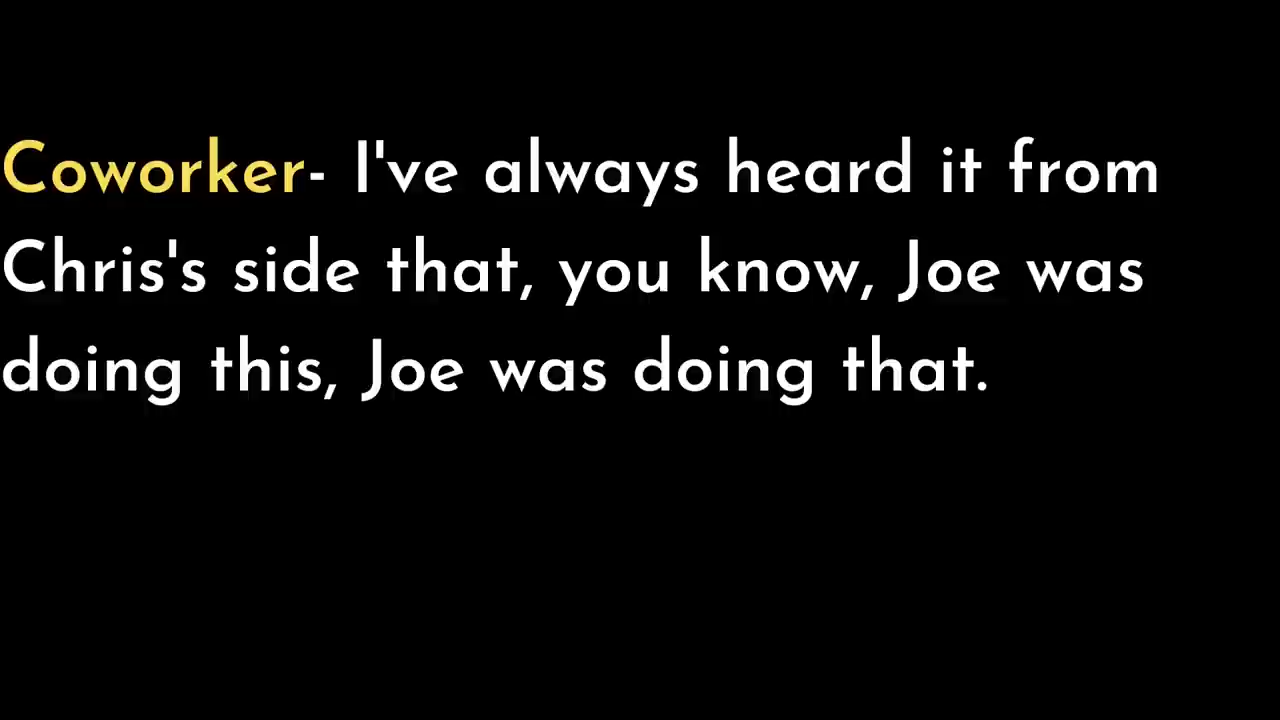 Coworker- I've always heard it from
Chris's side that, you know, Joe was
doing this, Joe was doing that.